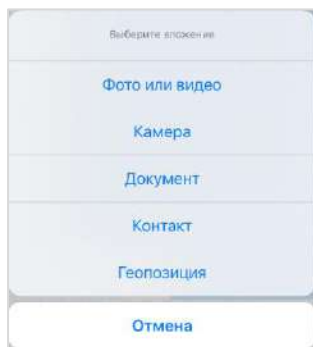 Выберите вложение
Фото или видео
Камера
Документ
Контакт
Геопозиция
Отмена